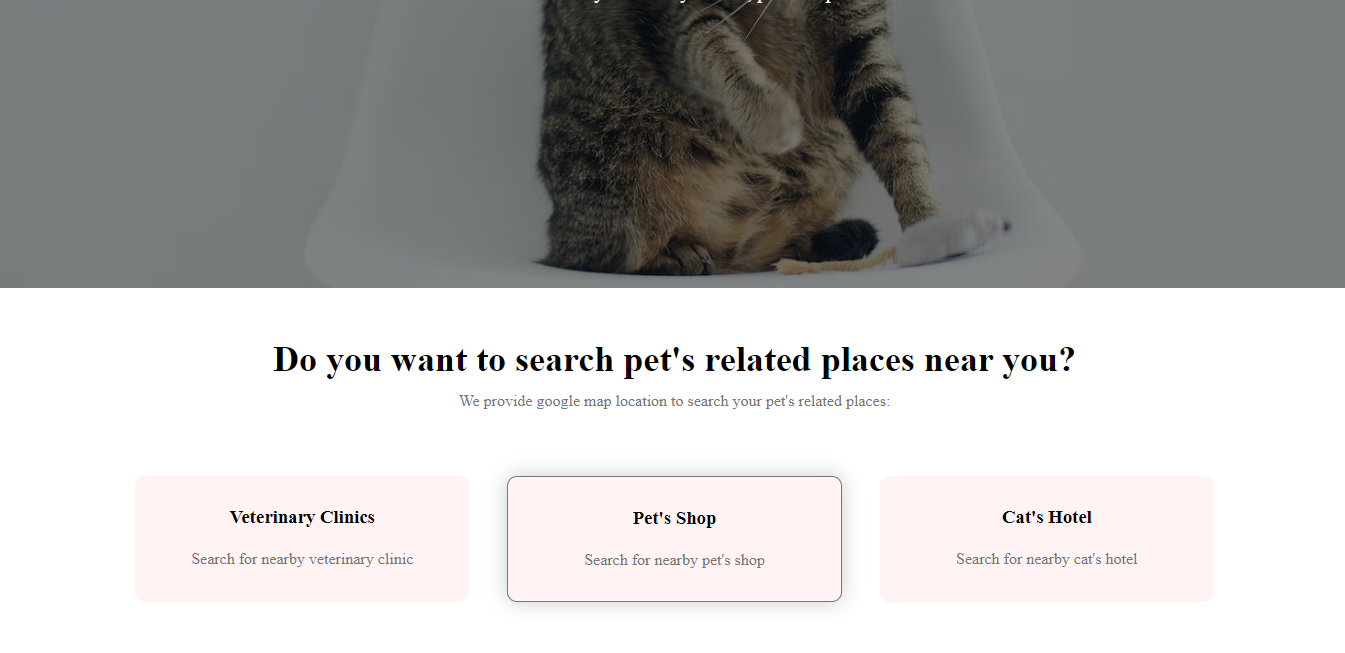 Do you want to search pet's related places near you?
We provide google map location to search your pet's related places:
Veterinary Clinics
Search for nearby veterinary clinic
Pet's Shop
Search for nearby pet's shop
Cat's Hotel
Search for nearby cat's hotel